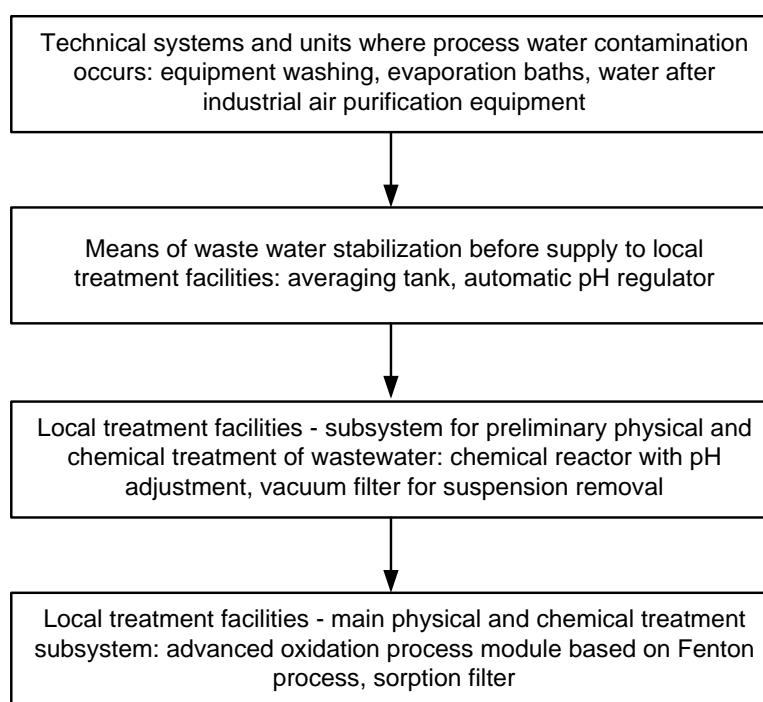 Technical systems and units where process water contamination
occurs: equipment washing, evaporation baths, water after
industrial air purification equipment
Means of waste water stabilization before supply to local
treatment facilities: averaging tank, automatic pH regulator
Local treatment facilities - subsystem for preliminary physical and
chemical treatment of wastewater: chemical reactor with pH
adjustment, vacuum filter for suspension removal
Local treatment facilities - main physical and chemical treatment
subsystem: advanced oxidation process module based on Fenton
process, sorption filter